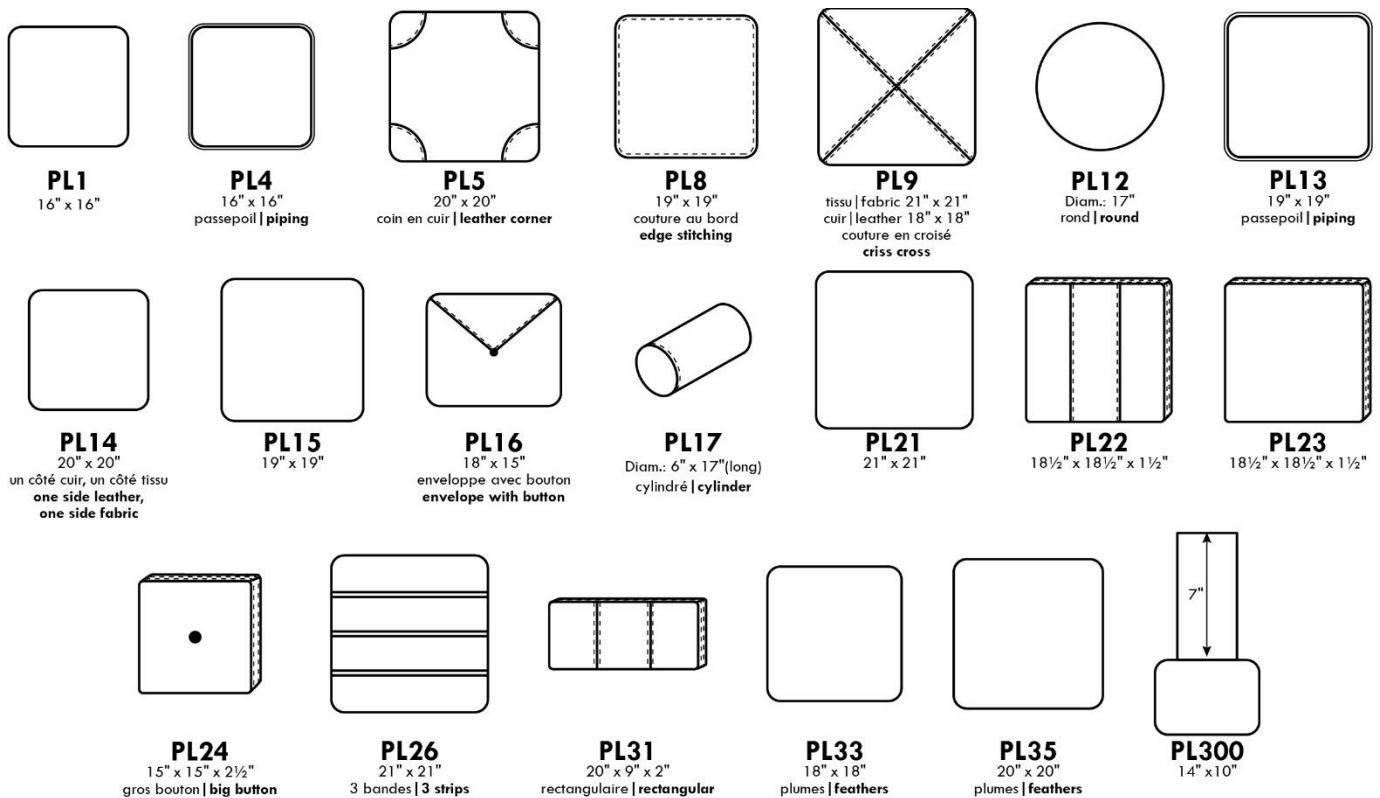 PL1
16" x 16"
PL4
16" x 16"
passepoil | piping
PL5
20" x 20"
coin en cuir | leather corner
PL8
19" x 19"
couture au bord
edge stitching
PL9
tissu | fabric 21" x 21"
cuir | leather 18" x 18"
couture en croisé
criss cross
PL12
Diam.: 17"
rond | round
PL13
19" x 19"
passepoil | piping
PL14
20" x 20"
un côté cuir, un côté tissu
one side leather,
one side fabric
PL15
19" x 19"
PL16
18" x 15"
enveloppe avec bouton
envelope with button
PL17
Diam.: 6" x 17"(long)
cylindré | cylinder
PL21
21" x 21"
PL22
18½" x 18½" x 1½"
PL23
18½" x 18½" x 1½"
PL24
15" x 15" x 2½"
gros bouton | big button
PL26
21" x 21"
3 bandes | 3 strips
PL31
20" x 9" x 2"
rectangulaire | rectangular
PL33
18" x 18"
plumes | feathers
PL35
20" x 20"
plumes | feathers
7"
PL300
14" x10"